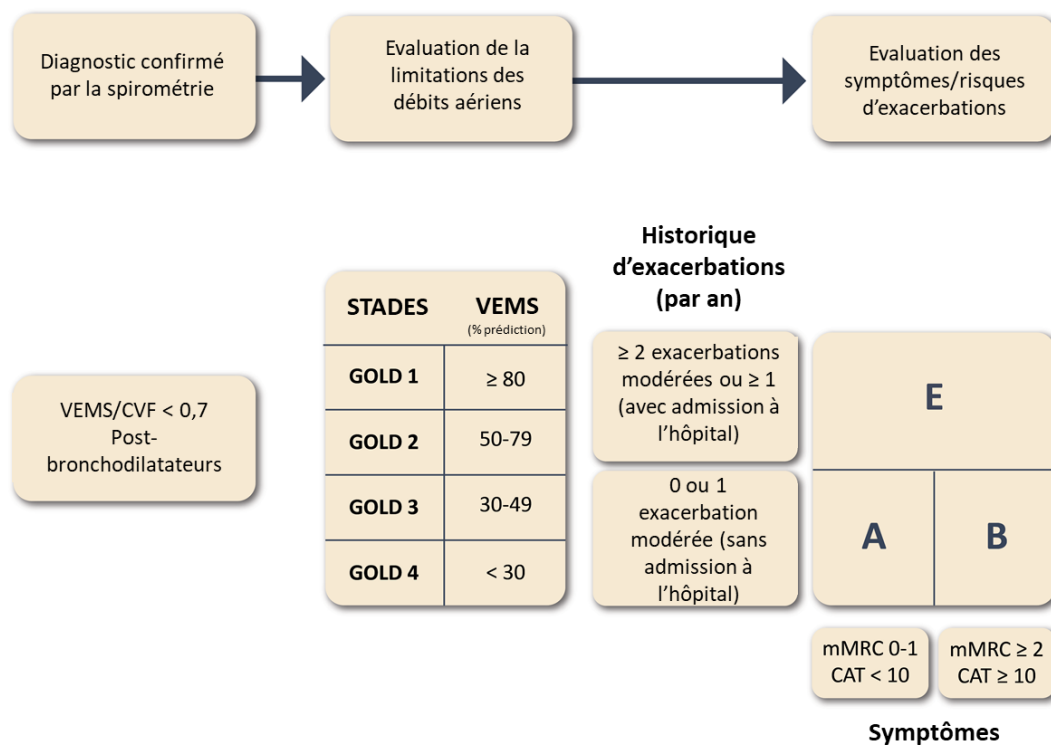 Diagnostic confirmé
par la spirométrie
Evaluation de la
limitations des
débits aériens
Evaluation des
symptômes/risques
d'exacerbations
VEMS/CVF < 0,7
Post-
bronchodilatateurs
STADES
VEMS
(% prédiction)
GOLD 1
≥ 80
GOLD 2
50-79
GOLD 3
30-49
GOLD 4
< 30
Historique
d'exacerbations
(par an)
≥ 2 exacerbations
modérées ou ≥ 1
(avec admission à
l'hôpital)
0 ou 1
exacerbation
modérée (sans
admission à
l'hôpital)
E
A
B
mMRC 0-1
CAT < 10
mMRC ≥ 2
CAT ≥ 10
Symptômes